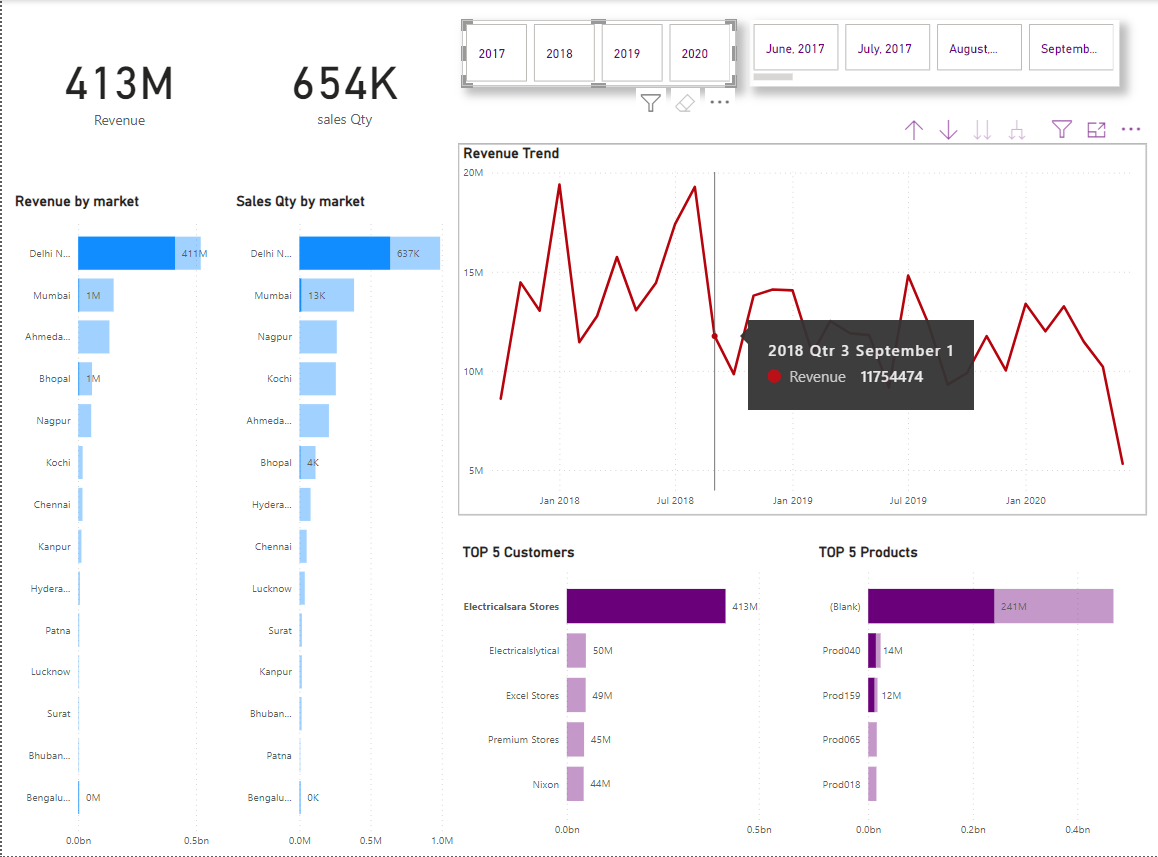 413M
Revenue
654K
sales Qty
2017
2018
2019
2020
June, 2017
July, 2017
August,...
Septemb...
Revenue by market
Delhi N...
411M
Mumbai
1M
Ahmeda...
Bhopal
1M
Nagpur
Kochi
Chennai
Kanpur
Hydera...
Patna
Lucknow
Surat
Bhuban...
Bengalu...
0M
0.0bn
0.5bn
Sales Qty by market
Delhi N...
637K
Mumbai
13K
Nagpur
Kochi
Ahmeda...
Bhopal
4K
Hydera...
Chennai
Lucknow
Surat
Kanpur
Bhuban...
Patna
Bengalu...
0K
0.0M
0.5M
1.0M
Revenue Trend
20M
15M
10M
5M
2018 Qtr 3 September 1
Revenue 11754474
Jan 2018
Jul 2018
Jan 2019
Jul 2019
Jan 2020
TOP 5 Customers
Electricalsara Stores
413M
Electricalslytical
50M
Excel Stores
49M
Premium Stores
45M
Nixon
44M
0.0bn
0.5bn
TOP 5 Products
(Blank)
241M
Prod040
14M
Prod159
12M
Prod065
Prod018
0.0bn
0.2bn
0.4bn